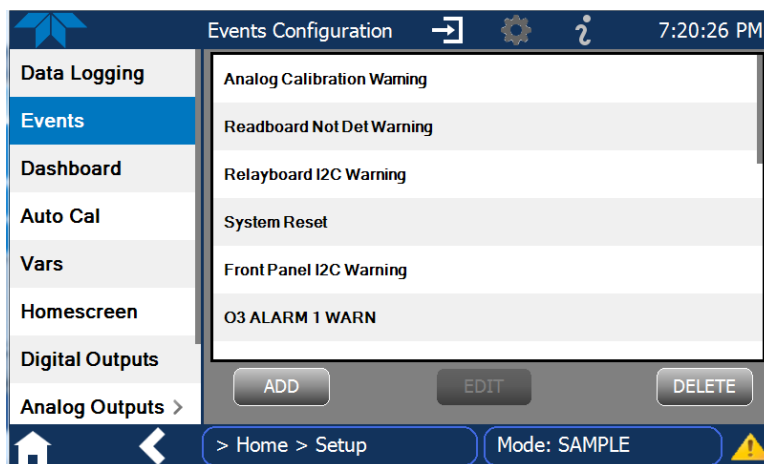 Events Configuration
7:20:26 PM
Data Logging
Events
Dashboard
Auto Cal
Vars
Homescreen
Digital Outputs
Analog Outputs >
Analog Calibration Warning
Readboard Not Det Warning
Relayboard I2C Warning
System Reset
Front Panel I2C Warning
O3 ALARM 1 WARN
ADD
EDIT
DELETE
> Home > Setup
Mode: SAMPLE